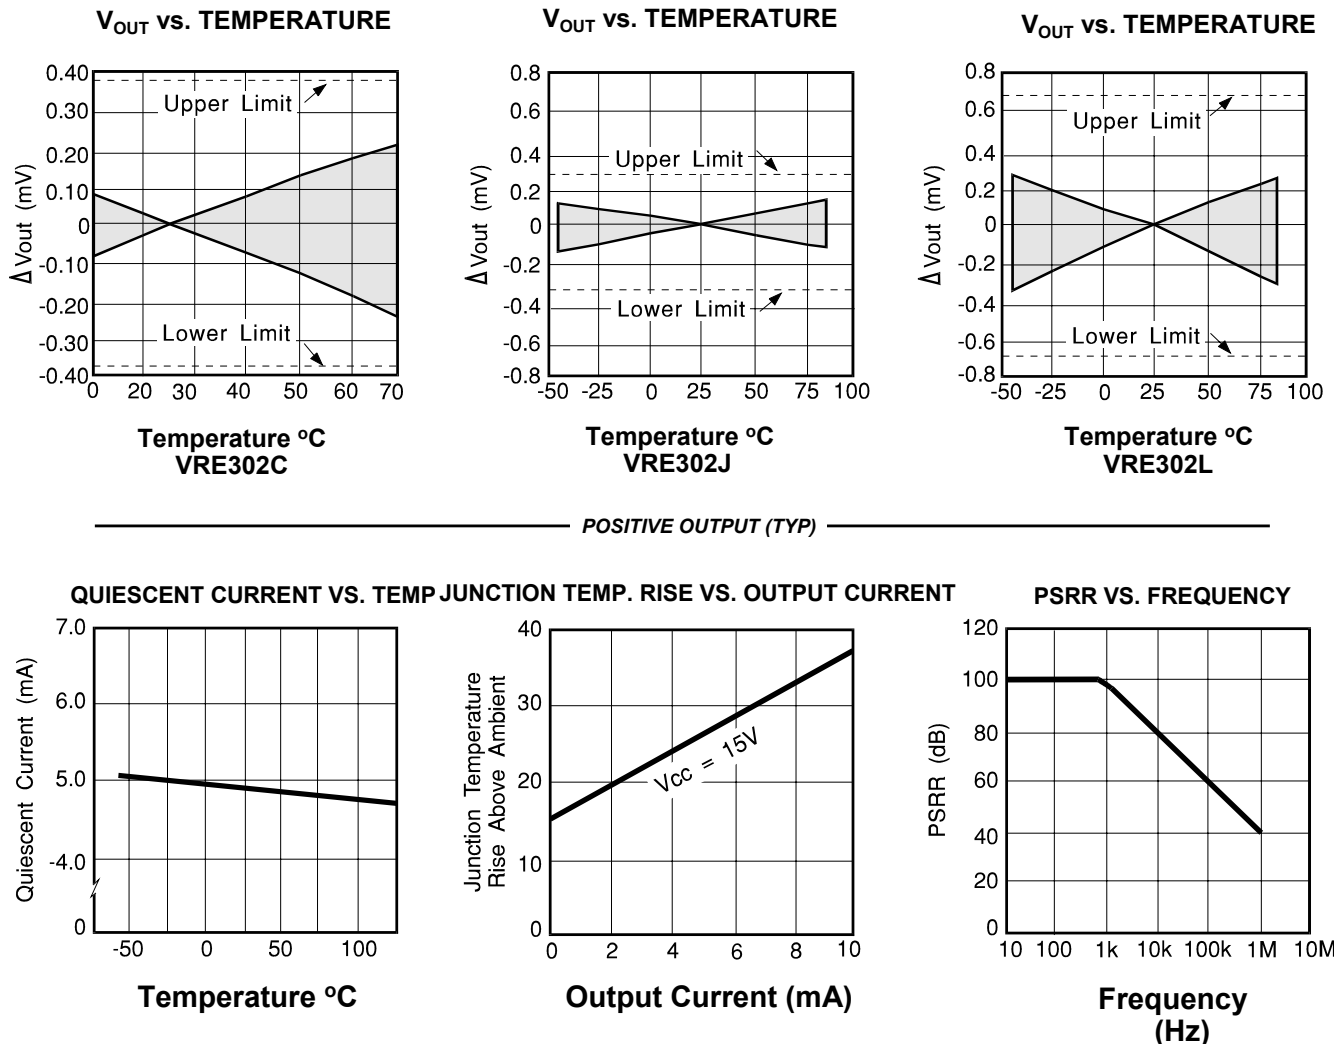 V_OUT vs. TEMPERATURE
0.40
0.30
0.20
0.10
0
-0.10
-0.20
-0.30
-0.40
Δ Vout (mV)
Upper Limit
Lower Limit
0 20 30 40 50 60 70
Temperature °C
VRE302C
V_OUT vs. TEMPERATURE
0.8
0.6
0.4
0.2
0
-0.2
-0.4
-0.6
-0.8
Δ Vout (mV)
Upper Limit
Lower Limit
-50 -25 0 25 50 75 100
Temperature °C
VRE302J
V_OUT vs. TEMPERATURE
0.8
0.6
0.4
0.2
0
-0.2
-0.4
-0.6
-0.8
Δ Vout (mV)
Upper Limit
Lower Limit
-50 -25 0 25 50 75 100
Temperature °C
VRE302L
POSITIVE OUTPUT (TYP)
QUIESCENT CURRENT VS. TEMP
7.0
6.0
5.0
-4.0
0
Quiescent Current (mA)
-50 0 50 100
Temperature °C
JUNCTION TEMP. RISE VS. OUTPUT CURRENT
40
30
20
10
0
Junction Temperature
Rise Above Ambient
Vcc = 15V
0 2 4 6 8 10
Output Current (mA)
PSRR VS. FREQUENCY
120
100
80
60
40
20
0
PSRR (dB)
10 100 1k 10k 100k 1M 10M
Frequency
(Hz)